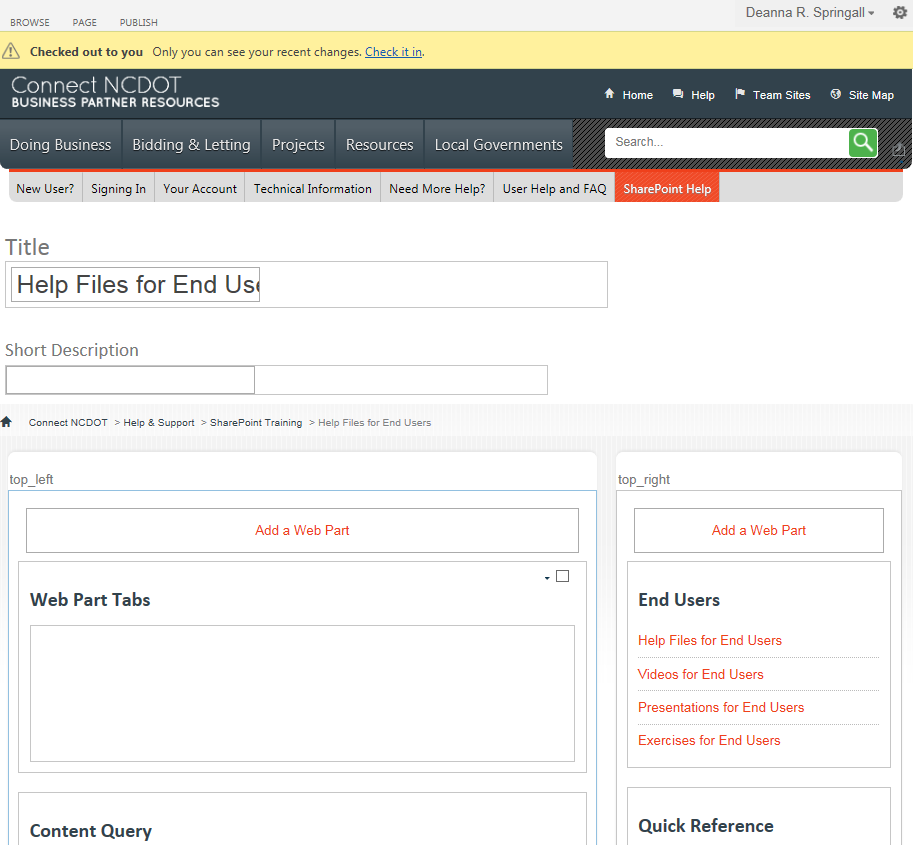 BROWSE PAGE PUBLISH Deanna R. Springall
Checked out to you Only you can see your recent changes. Check it in.
Connect NCDOT
BUSINESS PARTNER RESOURCES
Home Help Team Sites Site Map
Doing Business Bidding & Letting Projects Resources Local Governments Search...
New User? Signing In Your Account Technical Information Need More Help? User Help and FAQ SharePoint Help
Title
Help Files for End Use
Short Description
Connect NCDOT > Help & Support > SharePoint Training > Help Files for End Users
top_left top_right
Add a Web Part Add a Web Part
Web Part Tabs End Users
Help Files for End Users
Videos for End Users
Presentations for End Users
Exercises for End Users
Content Query Quick Reference